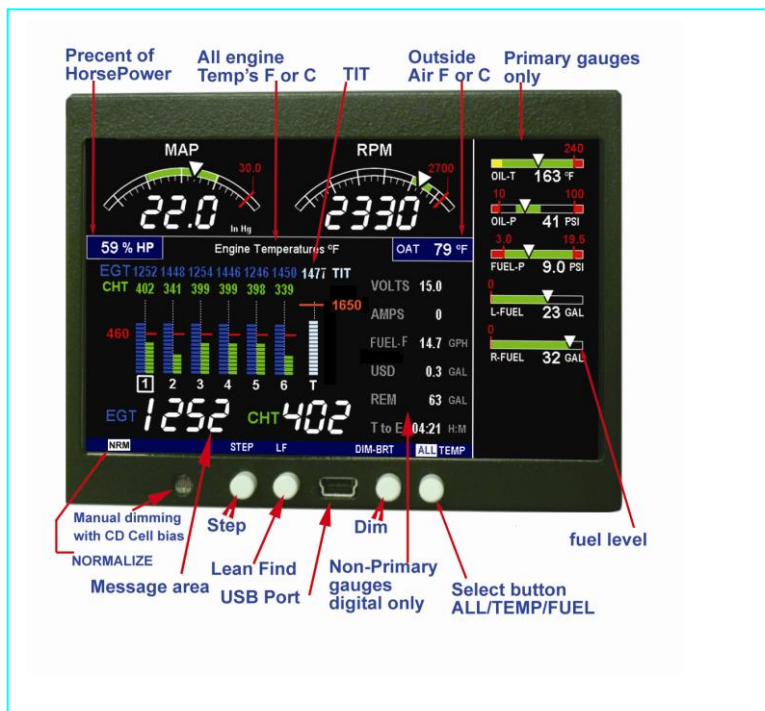 Precent of
HorsePower
All engine
Temp's F or C
TIT
Outside
Air F or C
Primary gauges
only
MAP
30.0
22.0
In Hg
RPM
2700
2330
240
OIL-T 163 °F
10 100
OIL-P 41 PSI
3.0 19.5
FUEL-P 9.0 PSI
0
L-FUEL 23 GAL
0
R-FUEL 32 GAL
59 % HP
Engine Temperatures °F
OAT 79 °F
EGT 1252 1448 1254 1446 1246 1450 1477 TIT
CHT 402 341 399 399 398 339
1650
460
1 2 3 4 5 6 T
VOLTS 15.0
AMPS 0
FUEL-F 14.7 GPH
USD 0.3 GAL
REM 63 GAL
T to E 04:21 H:M
EGT 1252 CHT 402
NRM STEP LF DIM-BRT ALL TEMP
Manual dimming
with CD Cell bias
NORMALIZE
Message area
Step
Lean Find
USB Port
Dim
Non-Primary
gauges
digital only
Select button
ALL/TEMP/FUEL
fuel level